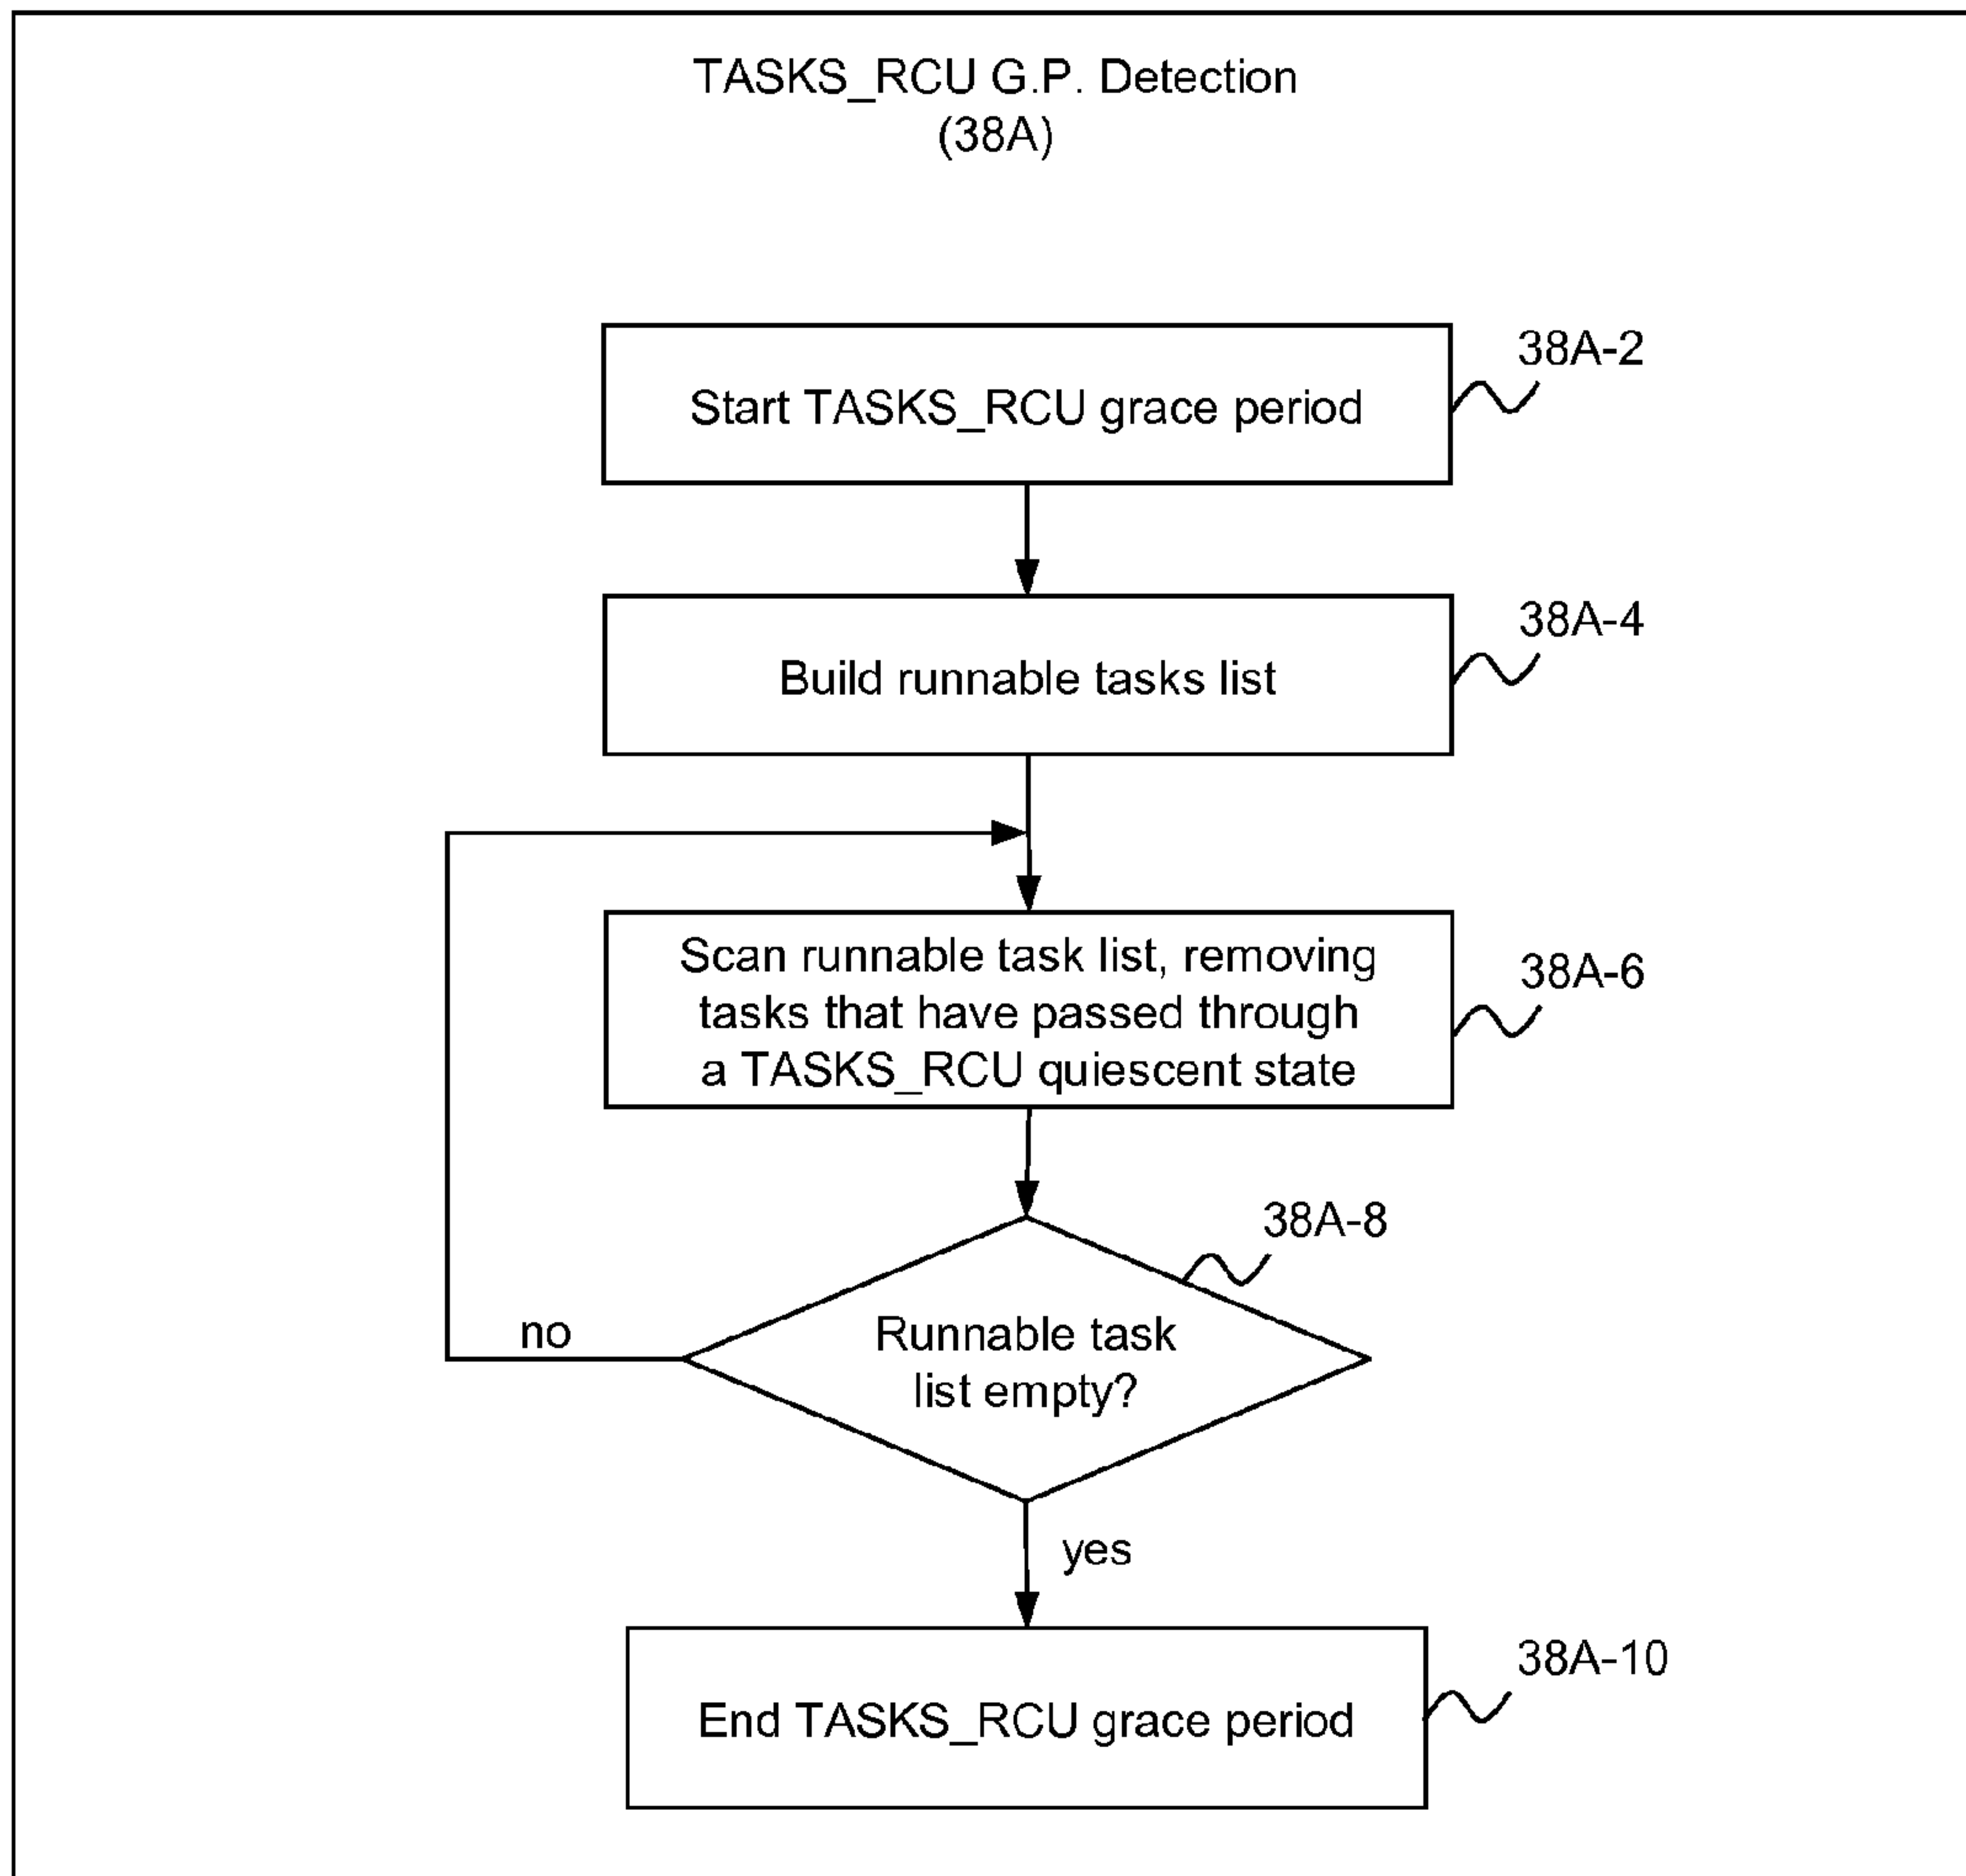 TASKS_RCU G.P. Detection
(38A)
38A-2
Start TASKS_RCU grace period
38A-4
Build runnable tasks list
Scan runnable task list, removing
tasks that have passed through
a TASKS_RCU quiescent state
38A-6
38A-8
Runnable task
list empty?
no
yes
38A-10
End TASKS_RCU grace period